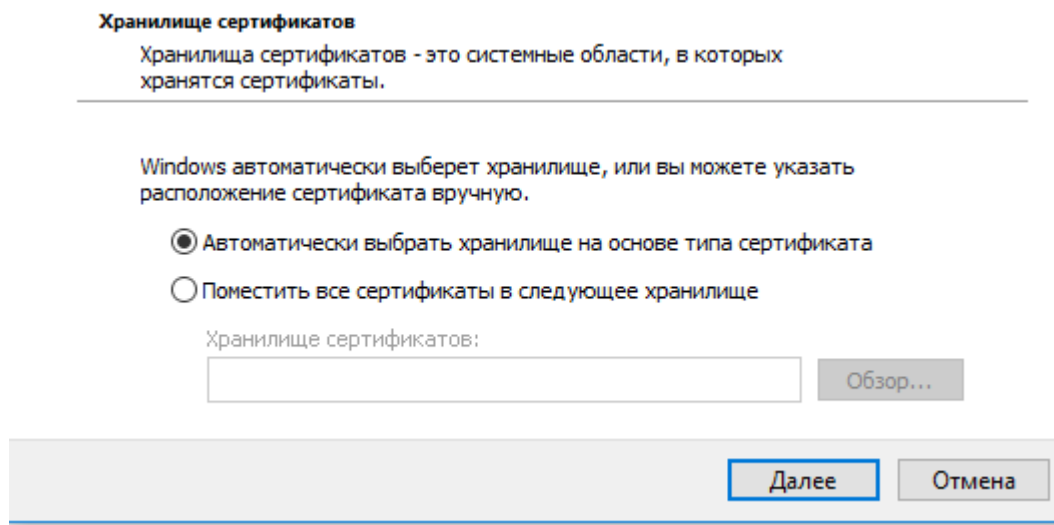 Хранилище сертификатов
Хранилища сертификатов - это системные области, в которых
хранятся сертификаты.
Windows автоматически выберет хранилище, или вы можете указать
расположение сертификата вручную.
Автоматически выбрать хранилище на основе типа сертификата
Поместить все сертификаты в следующее хранилище
Хранилище сертификатов:
Обзор...
Далее
Отмена